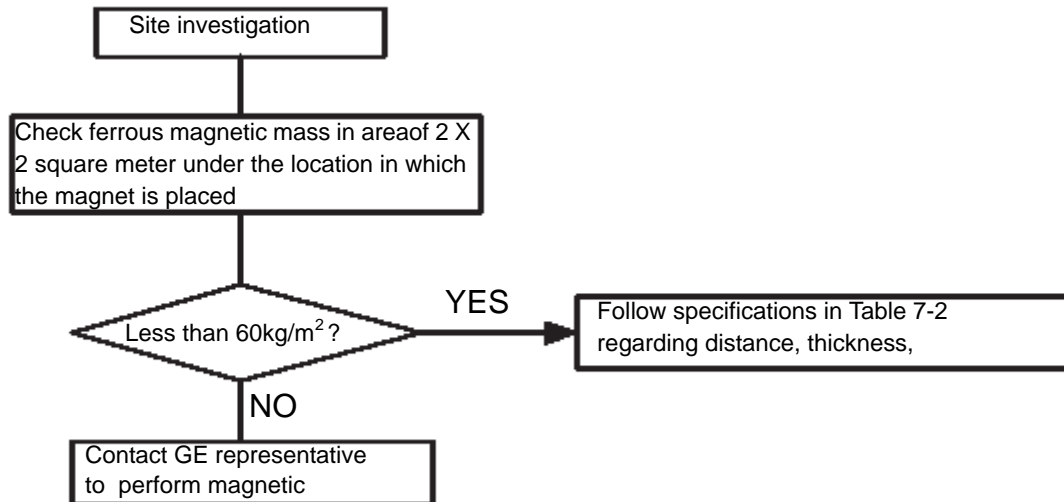 Site investigation
Check ferrous magnetic mass in areaof 2 X
2 square meter under the location in which
the magnet is placed
Less than 60kg/m²?
YES
Follow specifications in Table 7-2
regarding distance, thickness,
NO
Contact GE representative
to perform magnetic